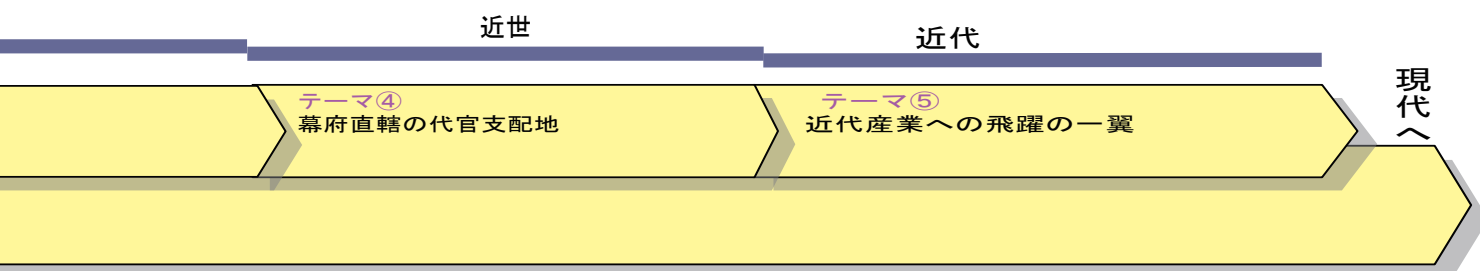 近世
近代
テーマ④
幕府直轄の代官支配地
テーマ⑤
近代産業への飛躍の一翼
現代へ